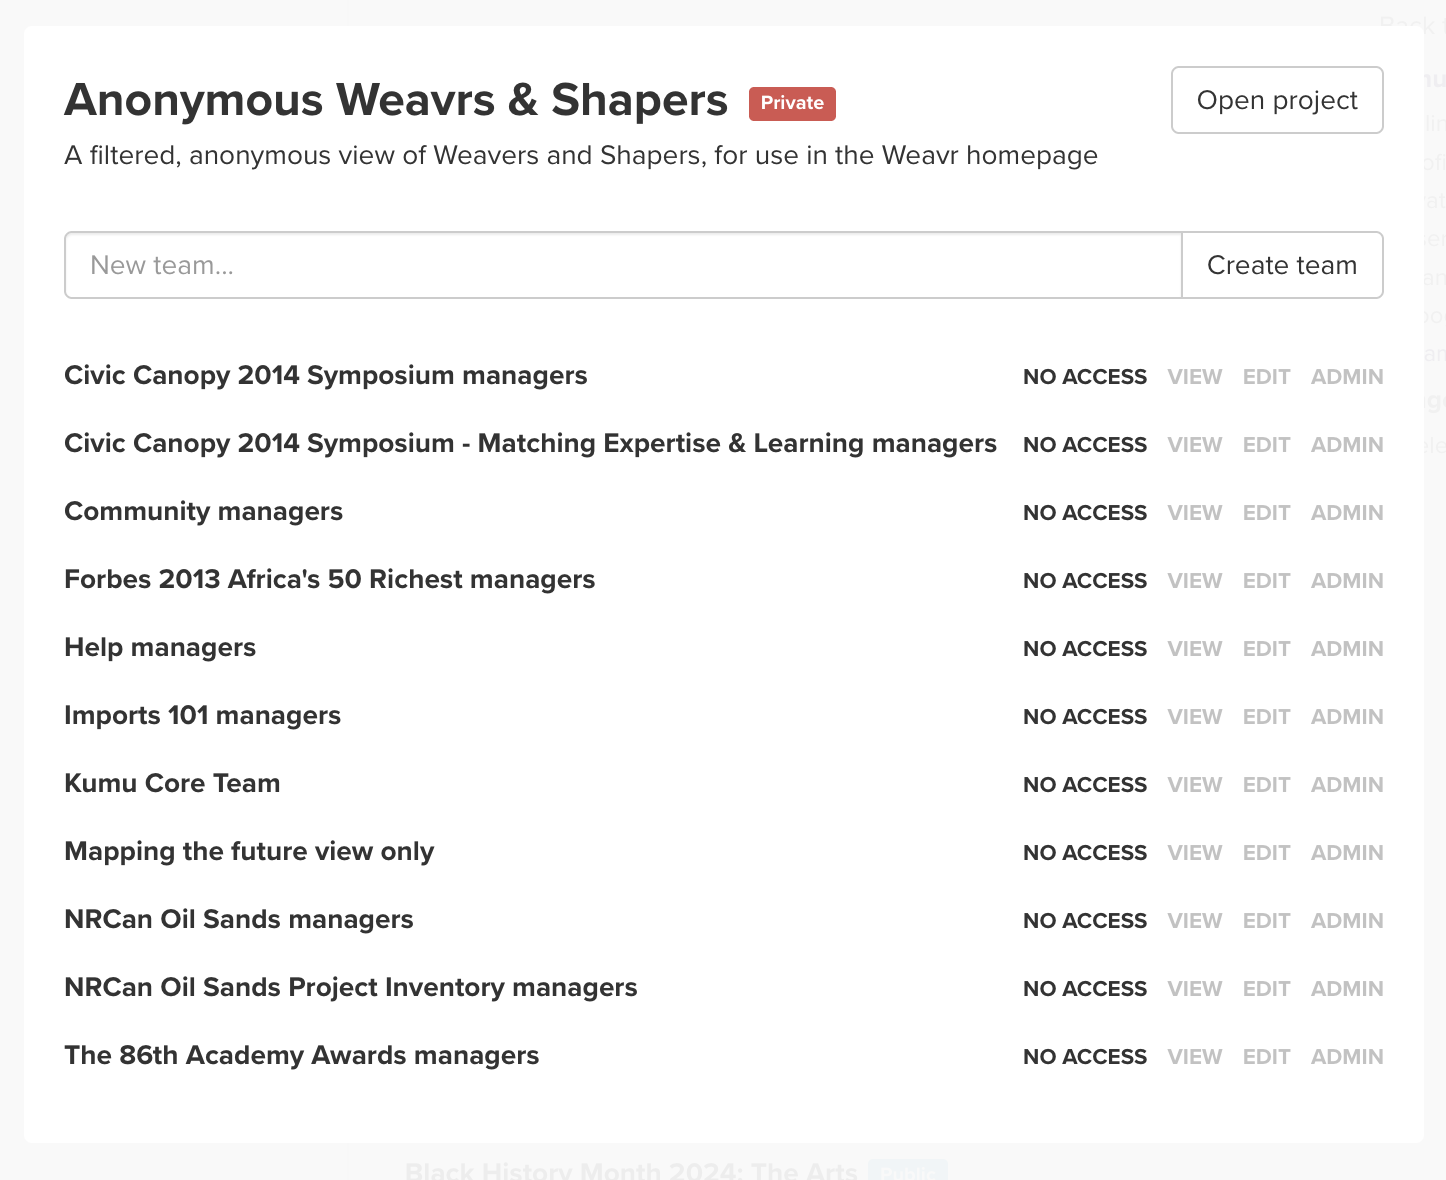 Anonymous Weavrs & Shapers Private
Open project
A filtered, anonymous view of Weavers and Shapers, for use in the Weavr homepage
New team...
Create team
Civic Canopy 2014 Symposium managers NO ACCESS VIEW EDIT ADMIN
Civic Canopy 2014 Symposium - Matching Expertise & Learning managers NO ACCESS VIEW EDIT ADMIN
Community managers NO ACCESS VIEW EDIT ADMIN
Forbes 2013 Africa's 50 Richest managers NO ACCESS VIEW EDIT ADMIN
Help managers NO ACCESS VIEW EDIT ADMIN
Imports 101 managers NO ACCESS VIEW EDIT ADMIN
Kumu Core Team NO ACCESS VIEW EDIT ADMIN
Mapping the future view only NO ACCESS VIEW EDIT ADMIN
NRCan Oil Sands managers NO ACCESS VIEW EDIT ADMIN
NRCan Oil Sands Project Inventory managers NO ACCESS VIEW EDIT ADMIN
The 86th Academy Awards managers NO ACCESS VIEW EDIT ADMIN
Black History Month 2024: The Arts Public